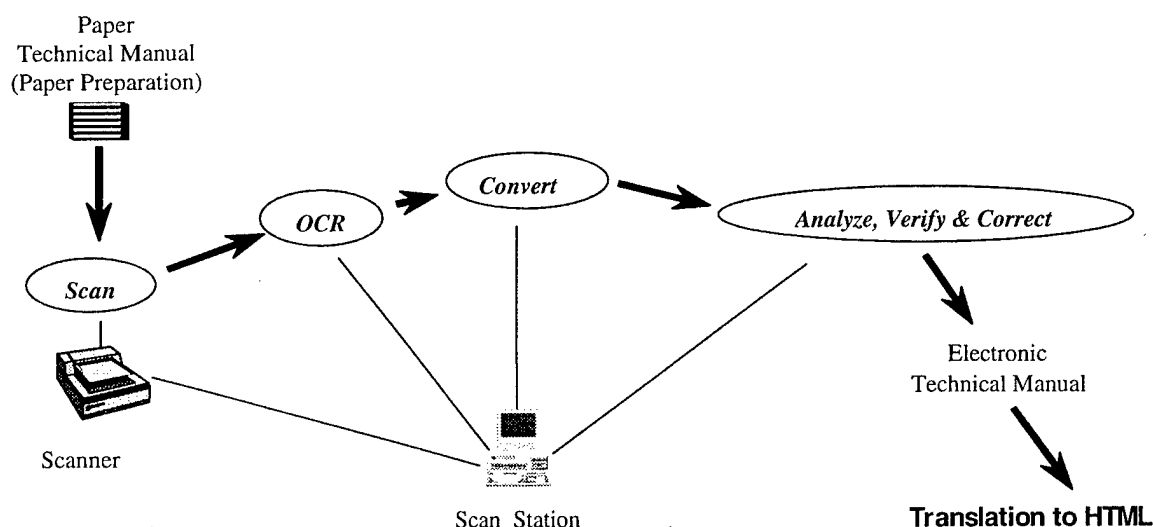 Paper
Technical Manual
(Paper Preparation)
Convert
OCR
Analyze, Verify & Correct
Scan
Electronic
Technical Manual
Scanner
Scan Station
Translation to HTML